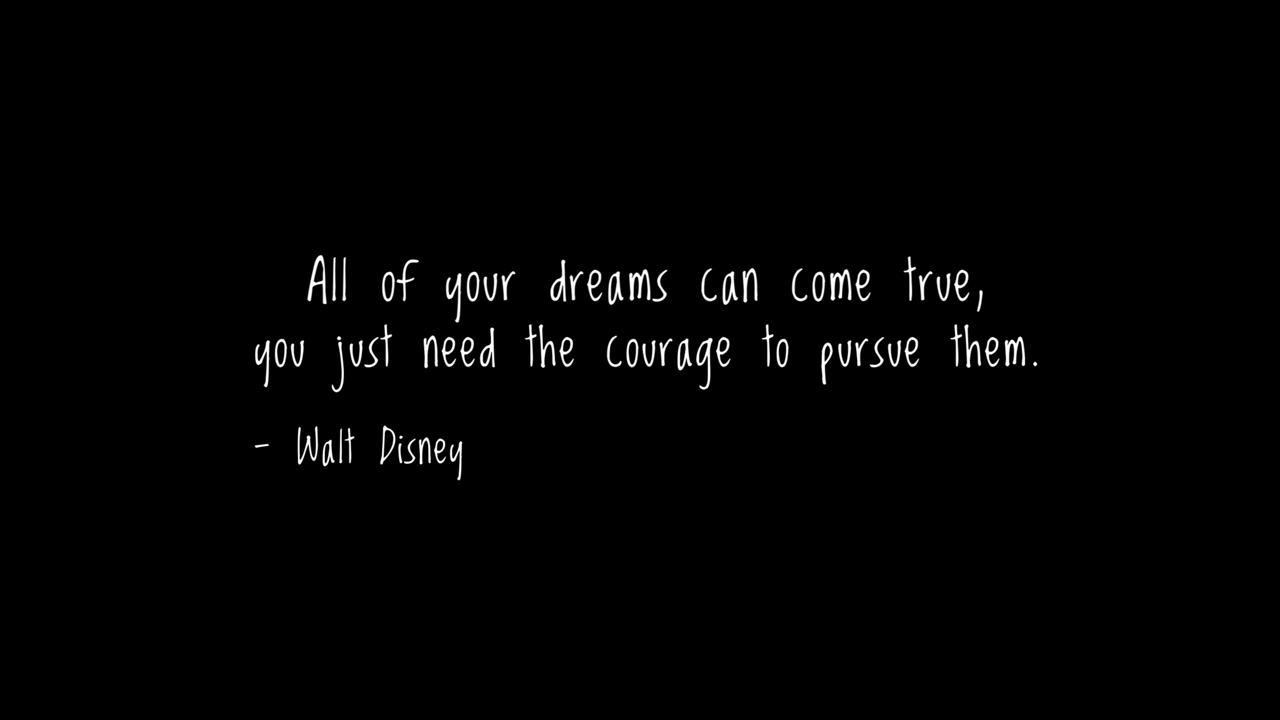 All of your dreams can come true,
you just need the courage to pursue them.
- Walt Disney